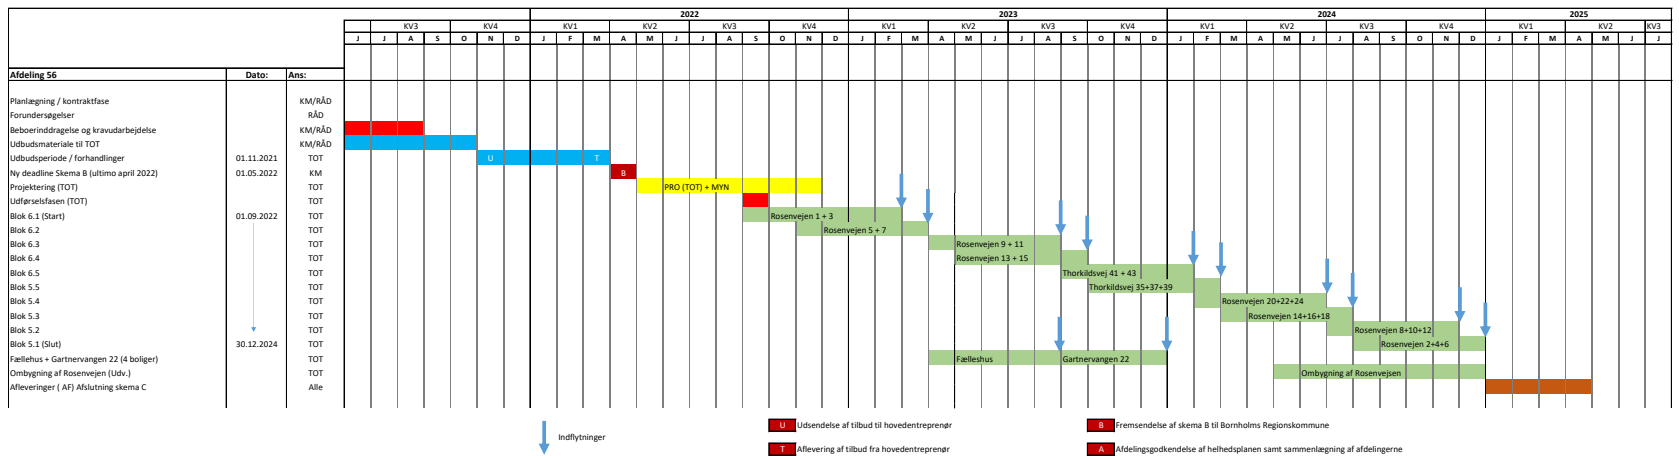 2022 2023 2024 2025
KV3 KV4 KV1 KV2 KV3 KV4 KV1 KV2 KV3 KV4 KV1 KV2 KV3 KV4 KV1 KV2 KV3
J J A S O N D J F M A M J J A S O N D J F M A M J J A S O N D J F M A M J J A S O N D J F M A M J J
Afdeling 56 Dato: Ans:
Planlægning / kontraktfase KM/RÅD
Forundersøgelser RÅD
Beboerinddragelse og kravudarbejdelse KM/RÅD
Udbudsmateriale til TOT KM/RÅD
Udbudsperiode / forhandlinger 01.11.2021 TOT U T
Ny deadline Skema B (ultimo april 2022) 01.05.2022 KM B
Projektering (TOT) TOT PRO (TOT) + MYN
Udførselsfasen (TOT) TOT
Blok 6.1 (Start) 01.09.2022 TOT Rosenvejen 1 + 3
Blok 6.2 TOT Rosenvejen 5 + 7
Blok 6.3 TOT Rosenvejen 9 + 11
Blok 6.4 TOT Rosenvejen 13 + 15
Blok 6.5 TOT Thorkildsvej 41 + 43
Blok 5.5 TOT Thorkildsvej 35+37+39
Blok 5.4 TOT Rosenvejen 20+22+24
Blok 5.3 TOT Rosenvejen 14+16+18
Blok 5.2 TOT Rosenvejen 8+10+12
Blok 5.1 (Slut) 30.12.2024 TOT Rosenvejen 2+4+6
Fællehus + Gartnervangen 22 (4 boliger) TOT Fælleshus Gartnervangen 22
Ombygning af Rosenvejen (Udv.) TOT Ombygning af Rosenvejsen
Afleveringer ( AF) Afslutning skema C Alle
Indflytninger
U Udsendelse af tilbud til hovedentreprenør
B Fremsendelse af skema B til Bornholms Regionskommune
T Aflevering af tilbud fra hovedentreprenør
A Afdelingsgodkendelse af helhedsplanen samt sammenlægning af afdelingerne